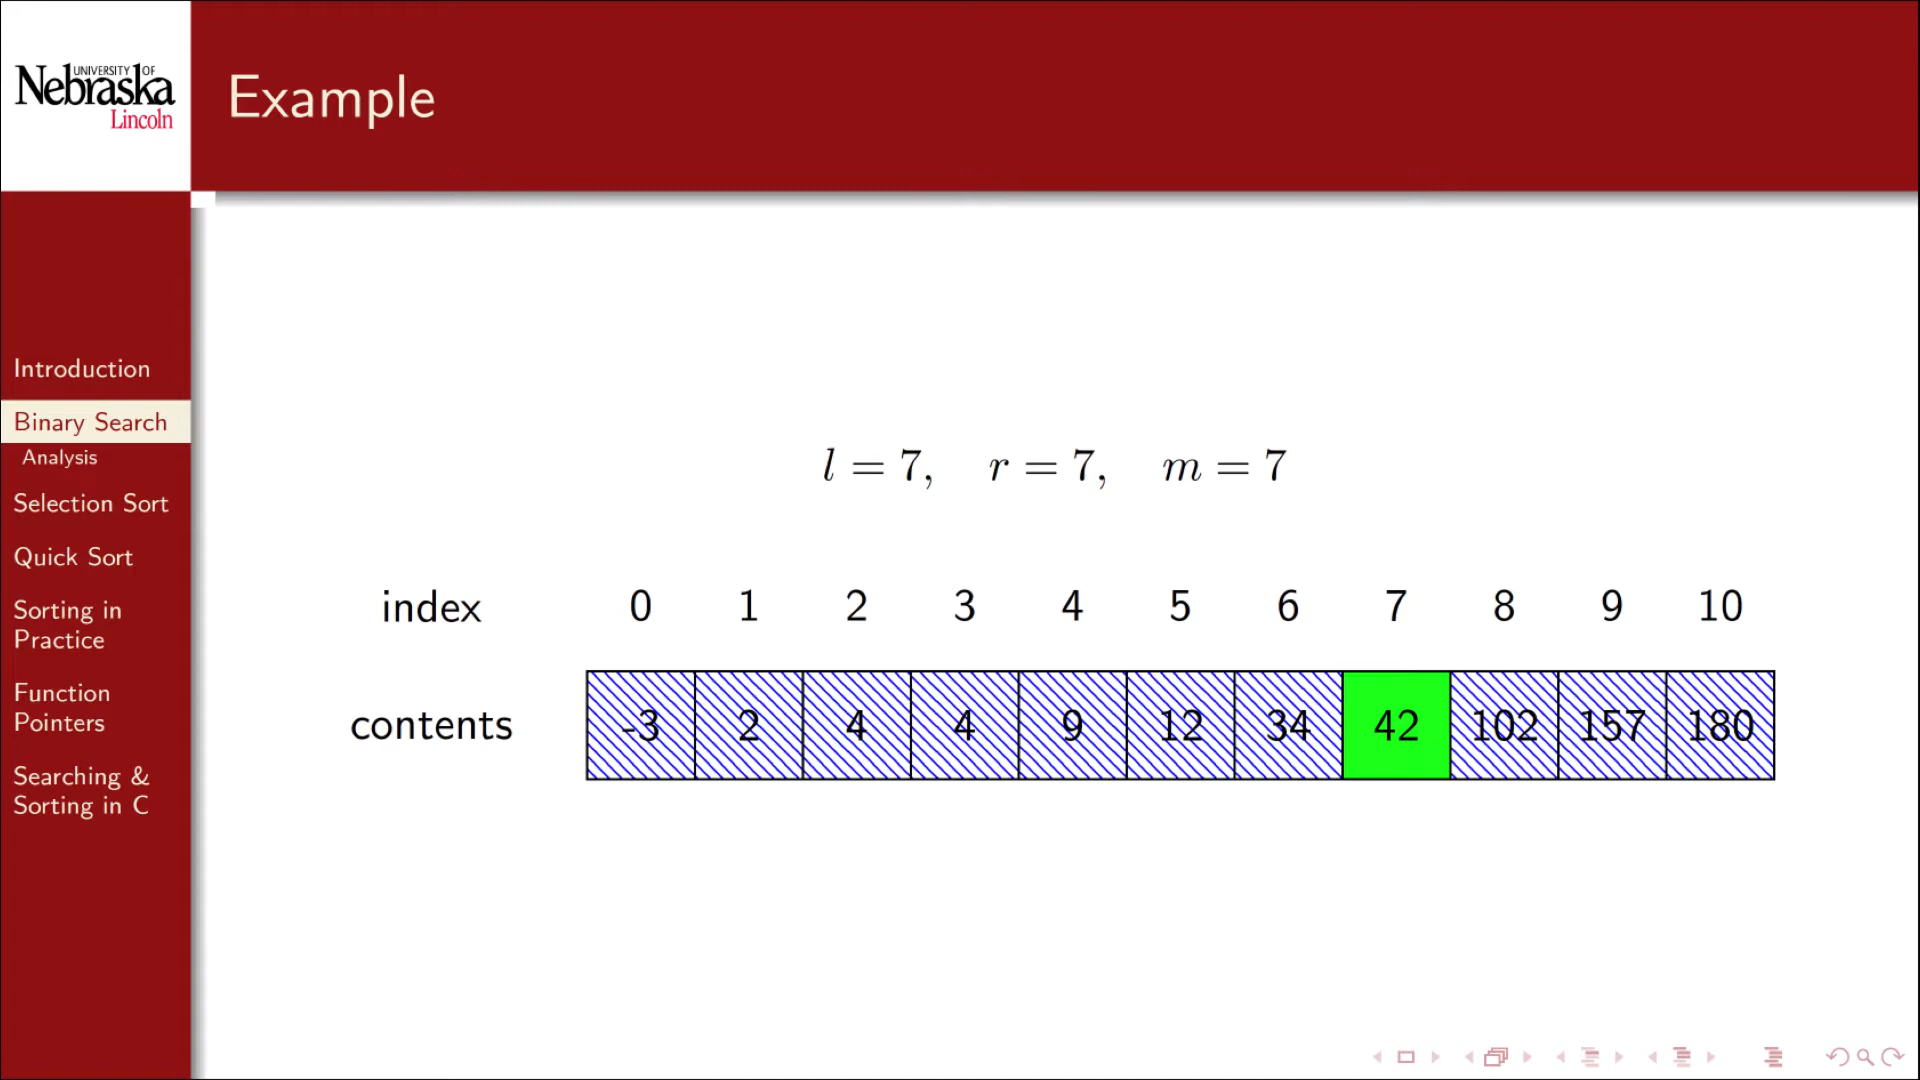 UNIVERSITY OF
Nebraska
Lincoln
Example
Introduction
Binary Search
Analysis
Selection Sort
Quick Sort
Sorting in
Practice
Function
Pointers
Searching &
Sorting in C
l = 7, r = 7, m = 7
index 0 1 2 3 4 5 6 7 8 9 10
contents -3 2 4 4 9 12 34 42 102 157 180